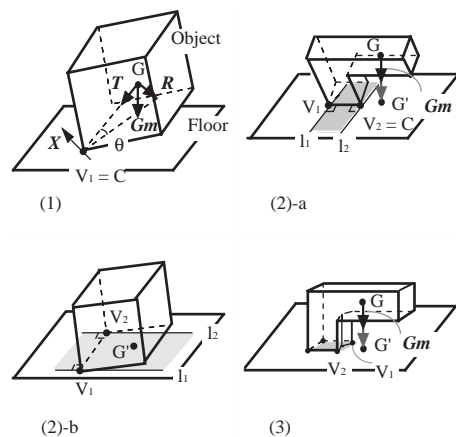 Object
G
T R
Gm
Floor
X
θ
V1 = C
(1)
G
V1
G' Gm
V2 = C
l1 l2
(2)-a
V2
G'
l2
l1
V1
(2)-b
G
Gm
G'
V2
V1
(3)